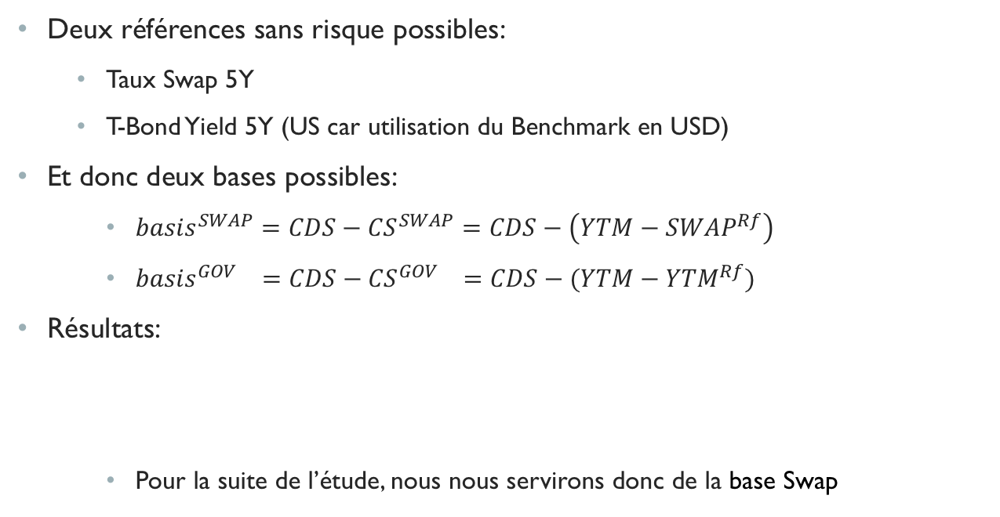 • Deux références sans risque possibles:
• Taux Swap 5Y
• T-Bond Yield 5Y (US car utilisation du Benchmark en USD)
• Et donc deux bases possibles:
• basis^{SWAP} = CDS − CS^{SWAP} = CDS − (YTM − SWAP^{Rf})
• basis^{GOV} = CDS − CS^{GOV} = CDS − (YTM − YTM^{Rf})
• Résultats:
• Pour la suite de l’étude, nous nous servirons donc de la base Swap